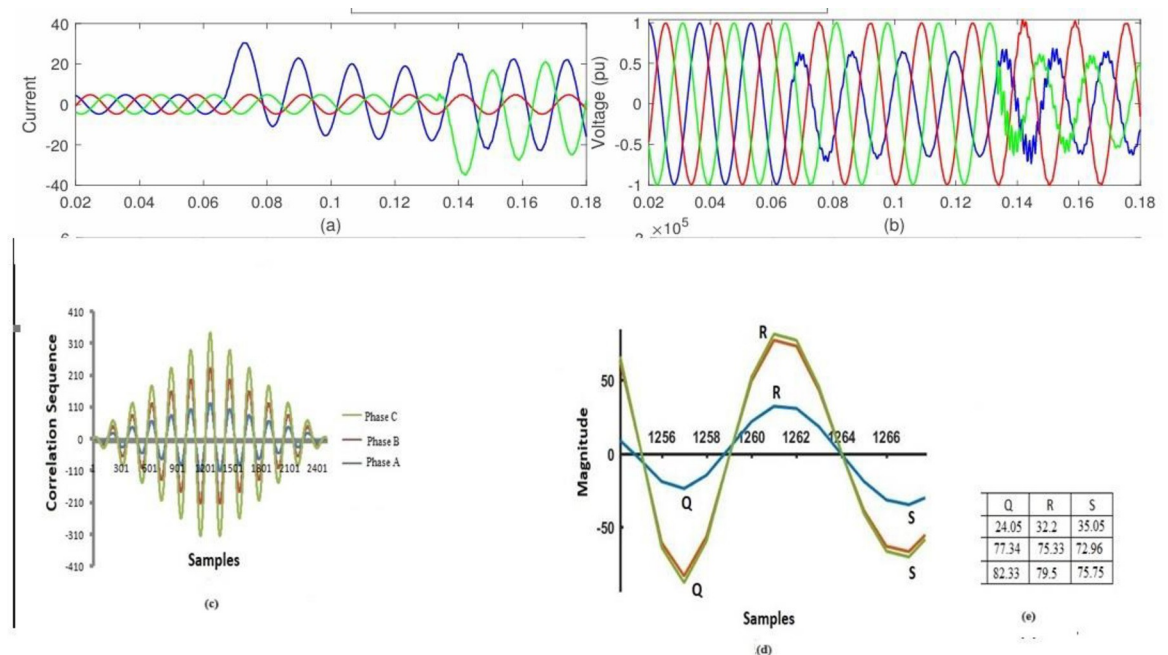 40
20
0
-20
-40
Current
0.02 0.04 0.06 0.08 0.1 0.12 0.14 0.16 0.18
(a)
1
0.5
0
-0.5
-1
Voltage (pu)
0.02 0.04 0.06 0.08 0.1 0.12 0.14 0.16 0.18
×10^5 (b)
410
310
210
110
0
-110
-210
-310
-410
Correlation Sequence
1 301 601 901 1201 1501 1801 2101 2401
Phase C
Phase B
Phase A
Samples
(c)
50
0
-50
Magnitude
R
R
1256 1258 1260 1262 1264 1266
Q
S
Q
S
Samples
(d)
Q R S
24.05 32.2 35.05
77.34 75.33 72.96
82.33 79.5 75.75
(e)